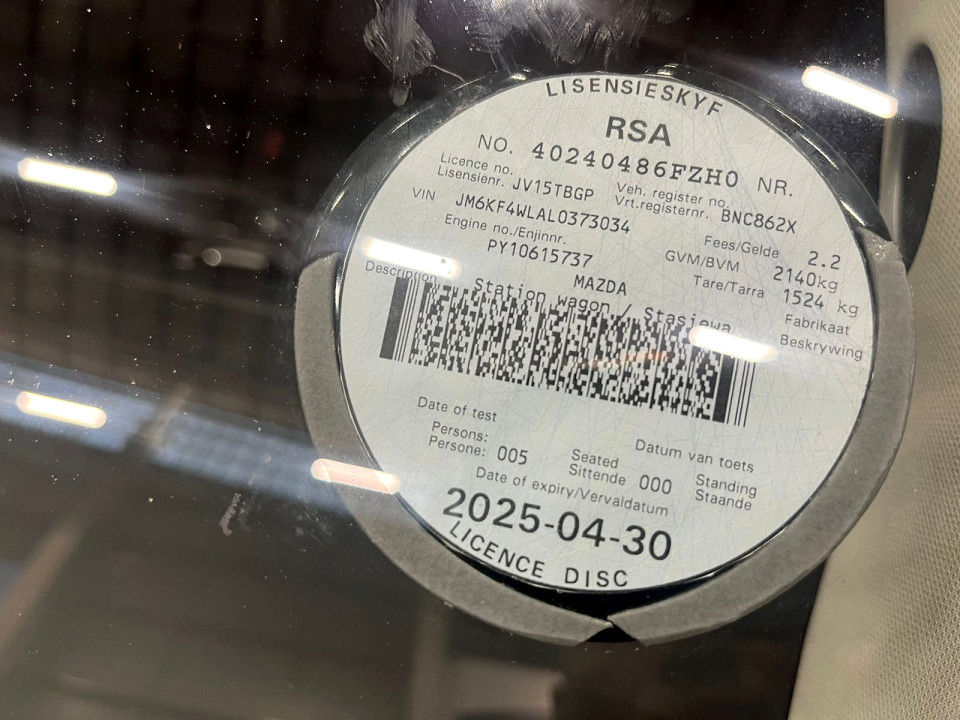 LISENSIESKYF
RSA
NO. 40240486FZH0 NR.
Licence no. Lisensienr. JV15TBGP Veh. register no. Vrt.registernr. BNC862X
VIN JM6KF4WLAL0373034 Fees/Gelde 2.2
Engine no./Enjinnr. PY10615737 GVM/BVM 2140kg
MAZDA Tare/Tarra 1524 kg
Fabrikaat
Description Station wagon / Stasiewa Beskrywing
Date of test Datum van toets
Persons: Persone: 005 Seated Sittende 000 Standing Staande
Date of expiry/Vervaldatum
2025-04-30
LICENCE DISC